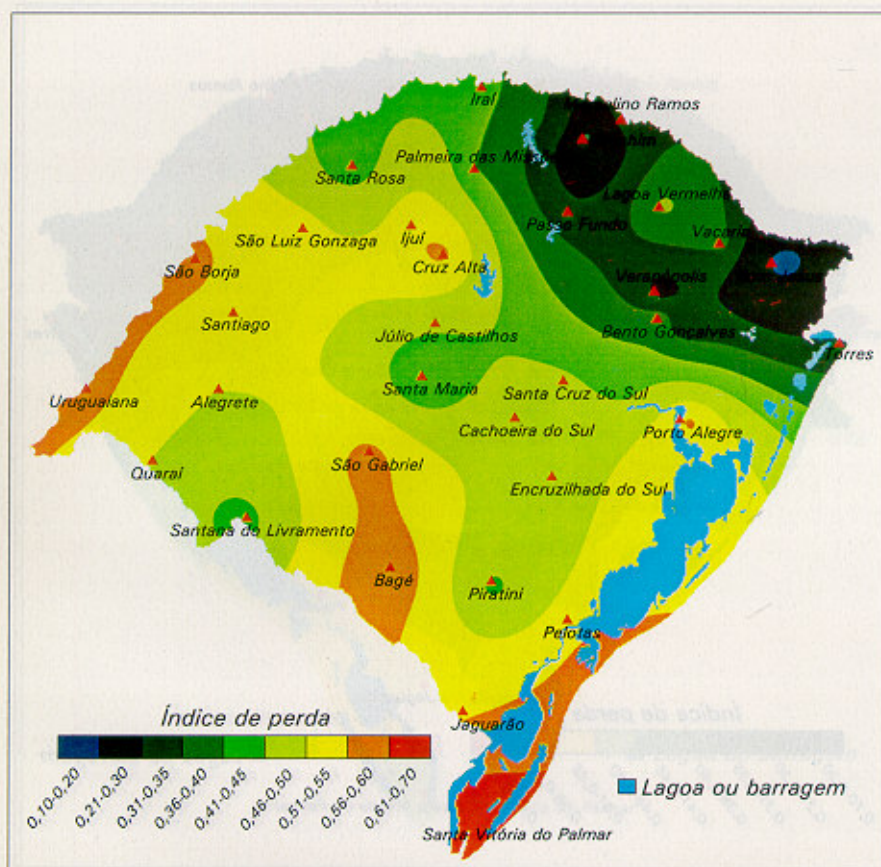 Iraí
Ramos
Palmeira das
Santa Rosa
Lagoa Vermelha
São Luiz Gonzaga
Ijuí
Passo Fundo
Vacaria
São Borja
Cruz Alta
Veranópolis
Santiago
Júlio de Castilhos
Bento Gonçalves
Torres
Uruguaiana
Alegrete
Santa Maria
Santa Cruz do Sul
Cachoeira do Sul
Porto Alegre
Quaraí
São Gabriel
Encruzilhada do Sul
Santana do Livramento
Bagé
Piratini
Pelotas
Jaguarão
Índice de perda
0,10-0,20
0,21-0,30
0,31-0,35
0,36-0,40
0,41-0,45
0,46-0,50
0,51-0,55
0,56-0,60
0,61-0,70
Lagoa ou barragem
Santa Vitória do Palmar